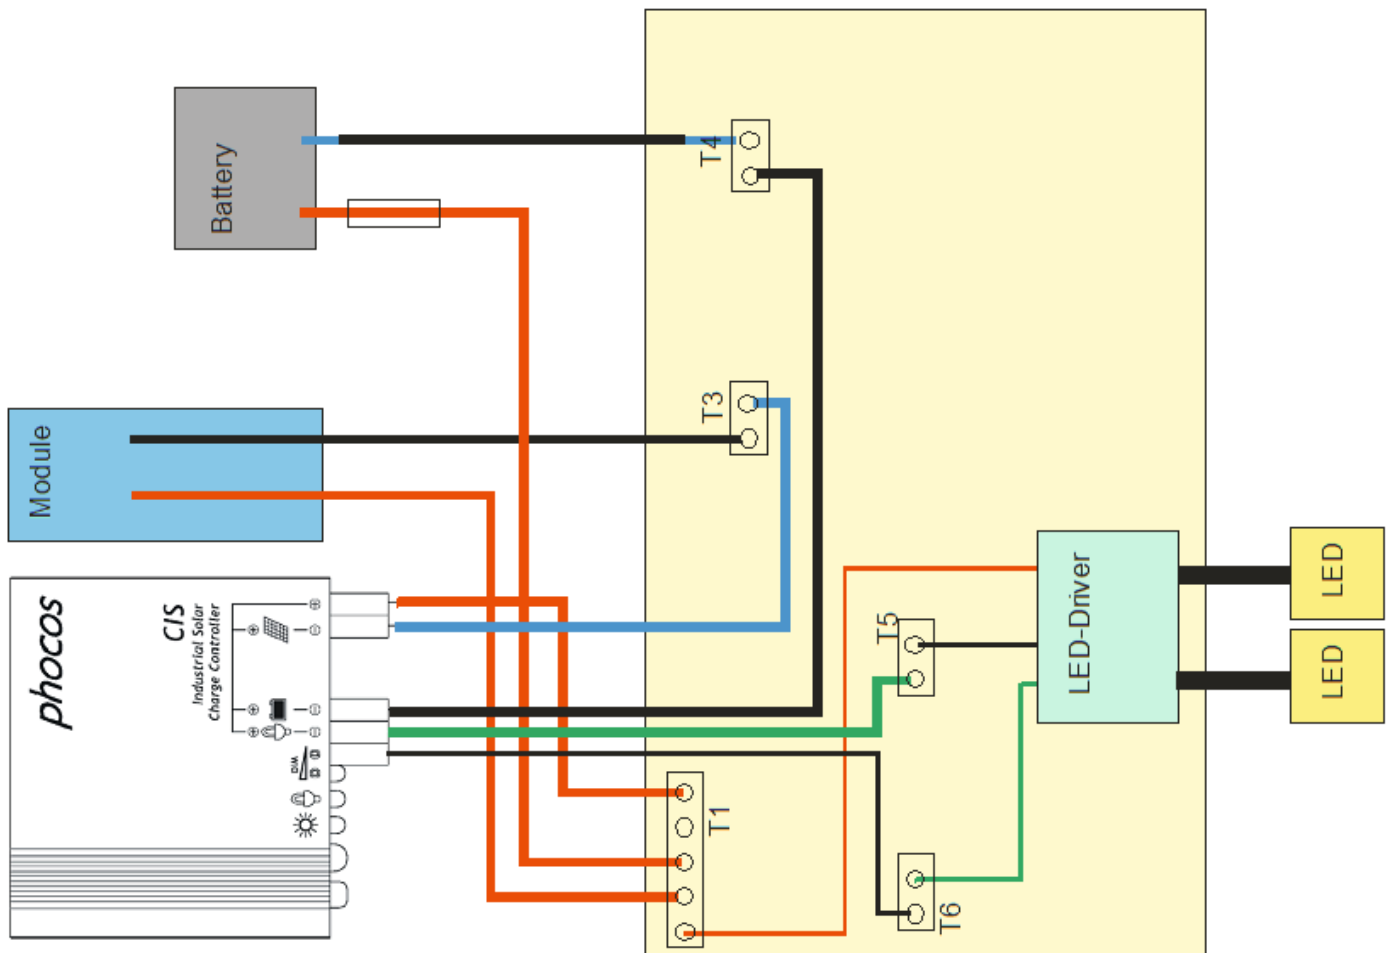 Battery
T4
Module
T3
phocos
CIS
Industrial Solar
Charge Controller
T5
LED-Driver
LED
LED
T1
T6